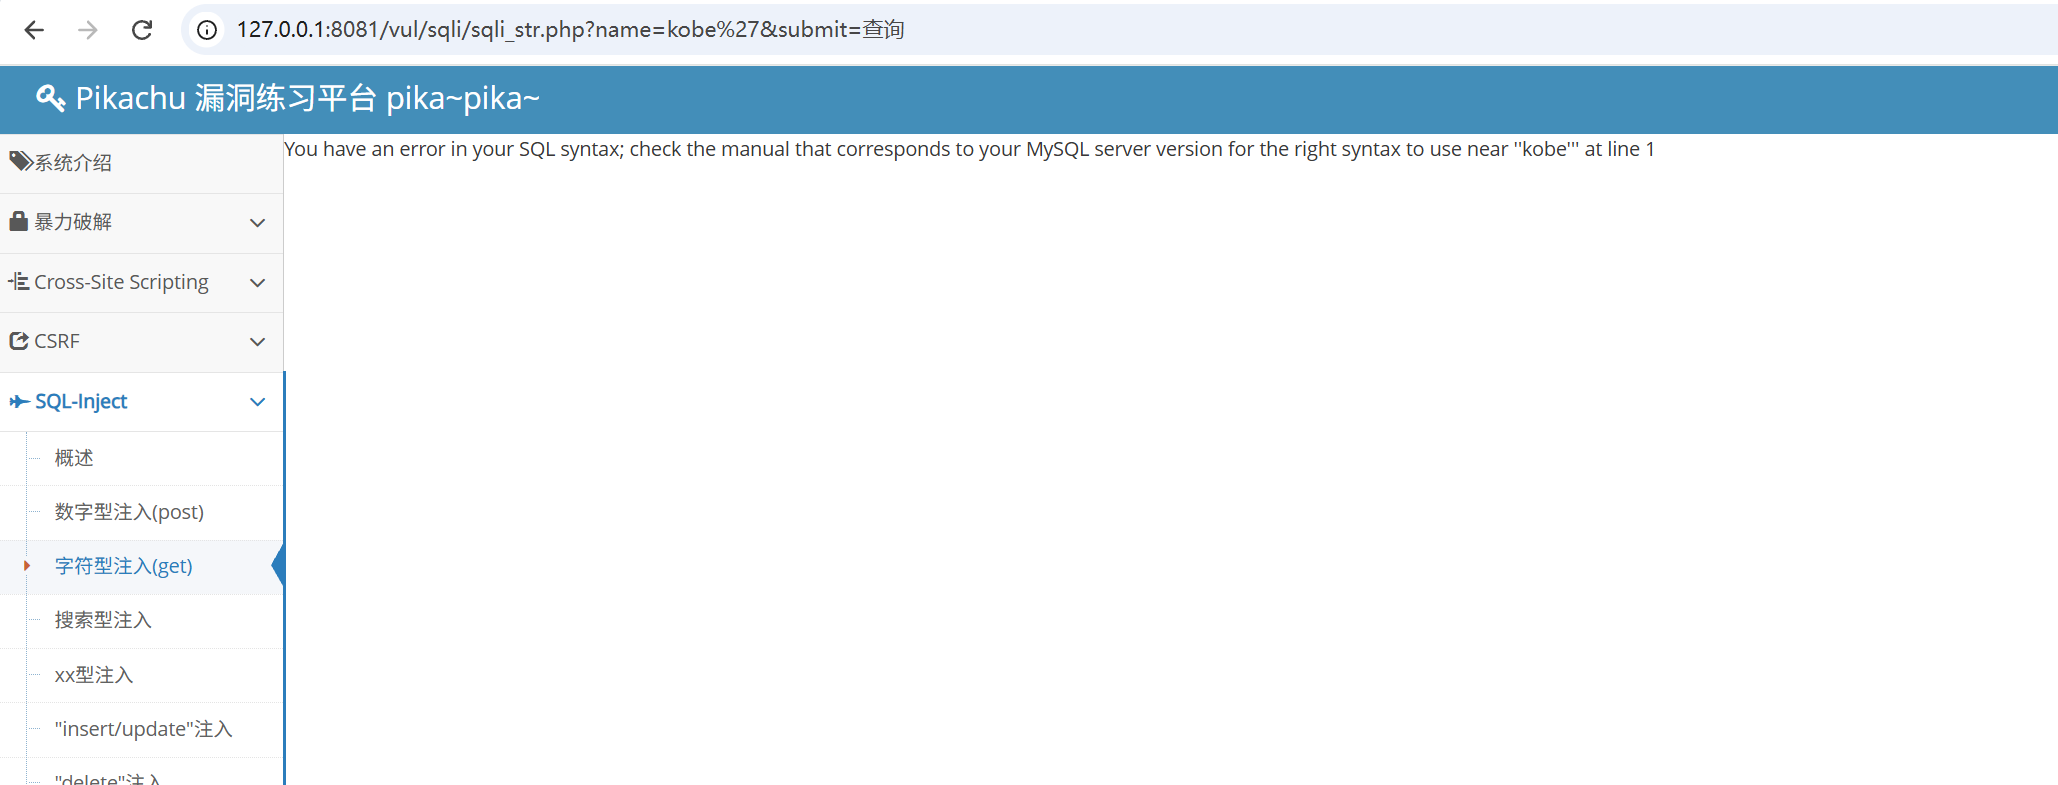 127.0.0.1:8081/vul/sqli/sqli_str.php?name=kobe%27&submit=查询
Pikachu 漏洞练习平台 pika~pika~
系统介绍
You have an error in your SQL syntax; check the manual that corresponds to your MySQL server version for the right syntax to use near ''kobe''' at line 1
暴力破解
Cross-Site Scripting
CSRF
SQL-Inject
概述
数字型注入(post)
字符型注入(get)
搜索型注入
xx型注入
"insert/update"注入
"delete"注入